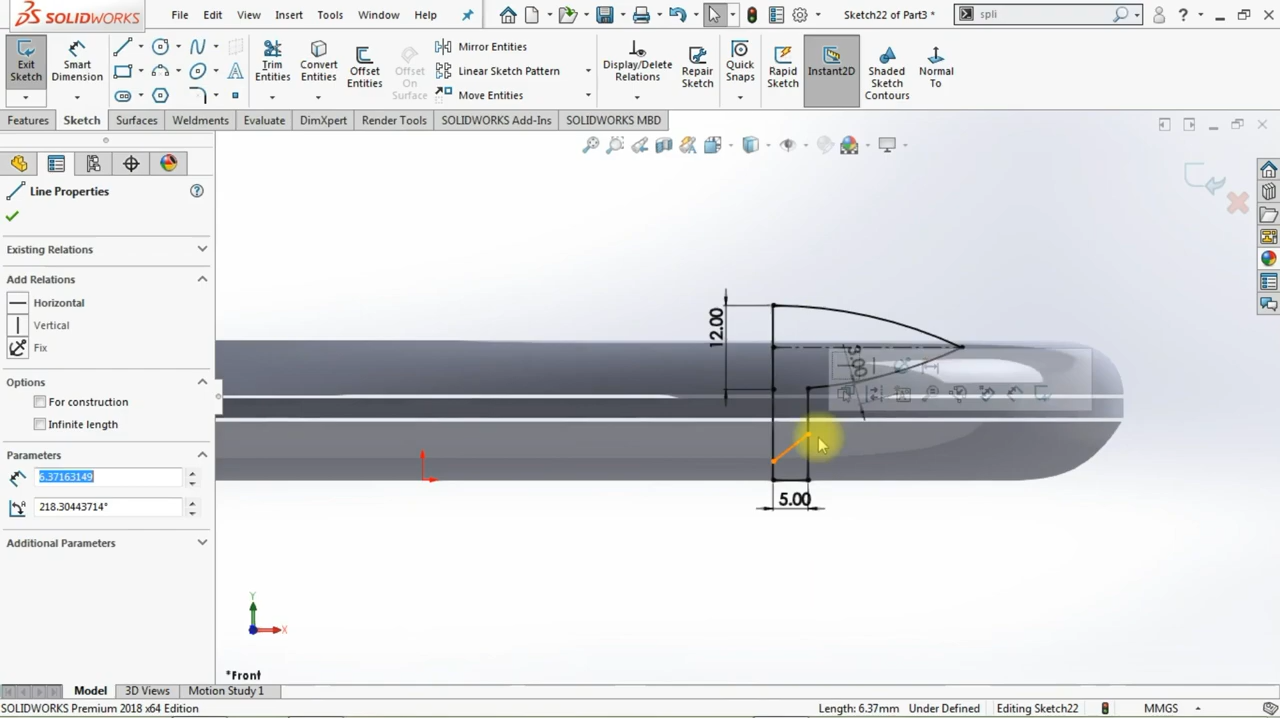 SOLIDWORKS
File
Edit
View
Insert
Tools
Window
Help
Sketch22 of Part3 *
spli
Exit Sketch
Smart Dimension
Trim Entities
Convert Entities
Offset Entities
Offset On Surface
Mirror Entities
Linear Sketch Pattern
Move Entities
Display/Delete Relations
Repair Sketch
Quick Snaps
Rapid Sketch
Instant2D
Shaded Sketch Contours
Normal To
Features
Sketch
Surfaces
Weldments
Evaluate
DimXpert
Render Tools
SOLIDWORKS Add-Ins
SOLIDWORKS MBD
Line Properties
Existing Relations
Add Relations
Horizontal
Vertical
Fix
Options
For construction
Infinite length
Parameters
6.37163149
218.30443714°
Additional Parameters
12.00
3.00
5.00
Y
X
*Front
Model
3D Views
Motion Study 1
SOLIDWORKS Premium 2018 x64 Edition
Length: 6.37mm
Under Defined
Editing Sketch22
MMGS